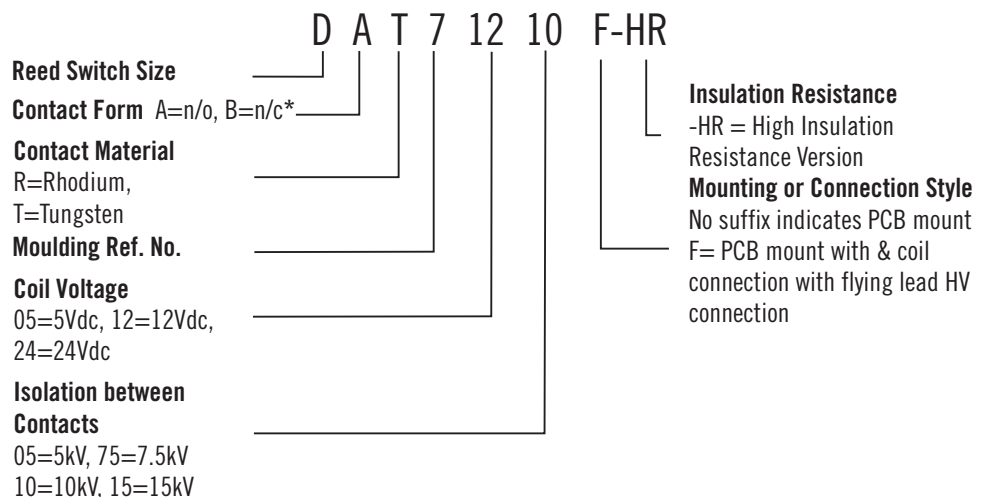 D A T 7 12 10 F-HR
Reed Switch Size
Contact Form A=n/o, B=n/c*
Contact Material
R=Rhodium,
T=Tungsten
Moulding Ref. No.
Coil Voltage
05=5Vdc, 12=12Vdc,
24=24Vdc
Isolation between
Contacts
05=5kV, 75=7.5kV
10=10kV, 15=15kV
Insulation Resistance
-HR = High Insulation
Resistance Version
Mounting or Connection Style
No suffix indicates PCB mount
F= PCB mount with & coil
connection with flying lead HV
connection